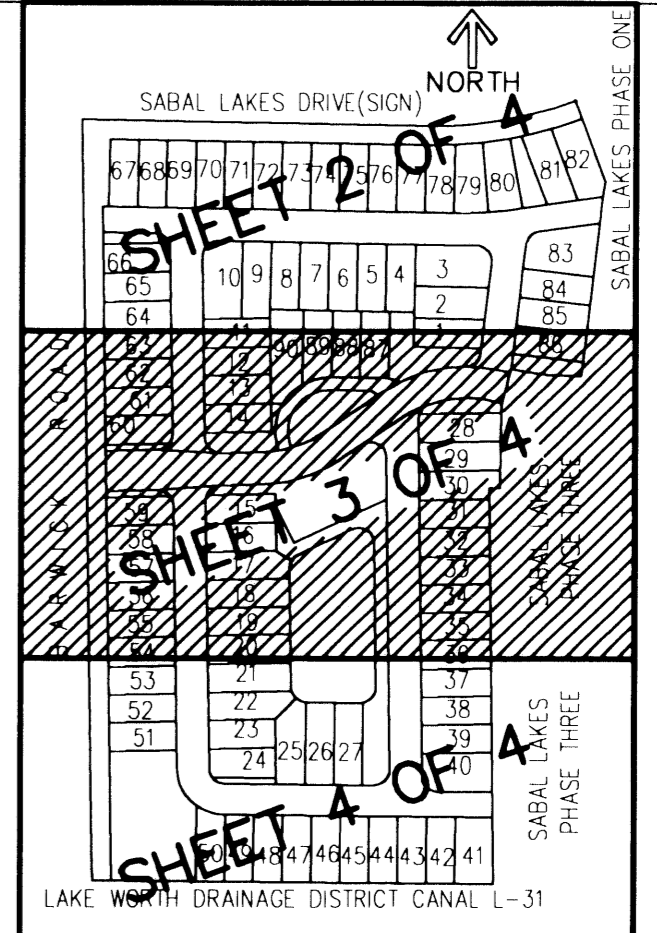 NORTH
SABAL LAKES DRIVE(SIGN)
SABAL LAKES PHASE ONE
SHEET 2 OF 4
67 68 69 70 71 72 73 74 75 76 77 78 79 80 81 82
66
65
64
10 9 8 7 6 5 4
3
2
1
83
84
85
86
BARWICK ROAD
63
62
61
60
11
12
13
14
90 89 88 87
28
29
30
31
32
33
34
35
36
SHEET 3 OF 4
SABAL LAKES
PHASE THREE
59
58
57
56
55
54
15
16
17
18
19
20
53
52
51
21
22
23
24
25 26 27
37
38
39
40
SABAL LAKES
PHASE THREE
SHEET 4 OF 4
50 49 48 47 46 45 44 43 42 41
LAKE WORTH DRAINAGE DISTRICT CANAL L-31